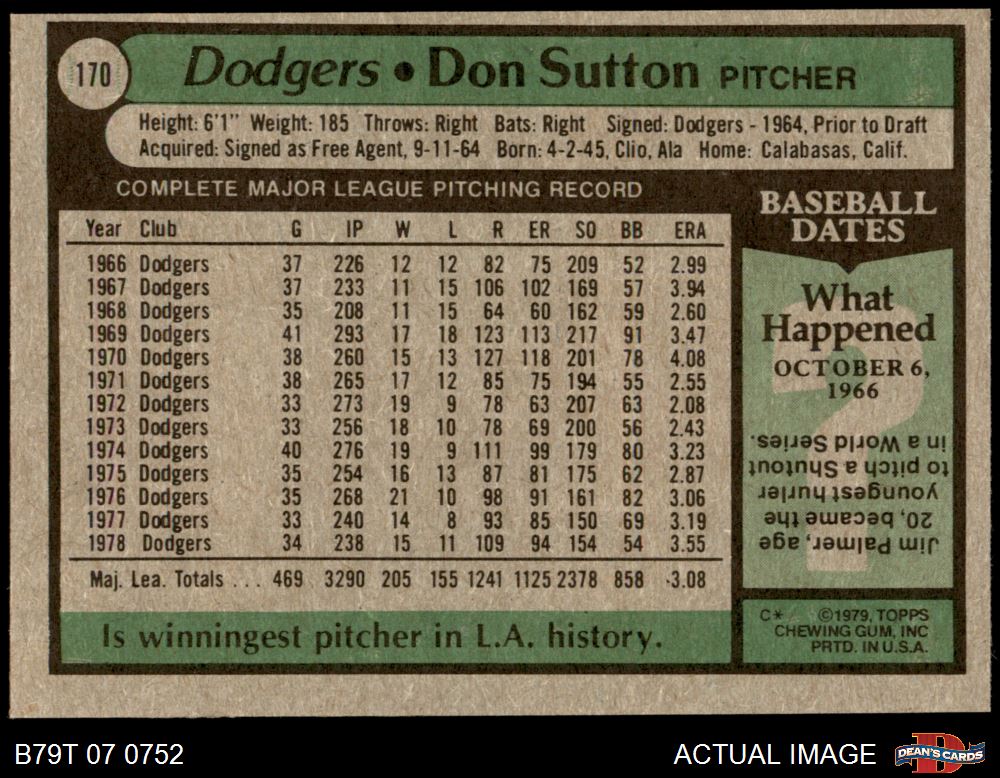 170
Dodgers • Don Sutton PITCHER
Height: 6'1" Weight: 185 Throws: Right Bats: Right Signed: Dodgers - 1964, Prior to Draft
Acquired: Signed as Free Agent, 9-11-64 Born: 4-2-45, Clio, Ala Home: Calabasas, Calif.
COMPLETE MAJOR LEAGUE PITCHING RECORD
Year Club G IP W L R ER SO BB ERA
1966 Dodgers 37 226 12 12 82 75 209 52 2.99
1967 Dodgers 37 233 11 15 106 102 169 57 3.94
1968 Dodgers 35 208 11 15 64 60 162 59 2.60
1969 Dodgers 41 293 17 18 123 113 217 91 3.47
1970 Dodgers 38 260 15 13 127 118 201 78 4.08
1971 Dodgers 38 265 17 12 85 75 194 55 2.55
1972 Dodgers 33 273 19 9 78 63 207 63 2.08
1973 Dodgers 33 256 18 10 78 69 200 56 2.43
1974 Dodgers 40 276 19 9 111 99 179 80 3.23
1975 Dodgers 35 254 16 13 87 81 175 62 2.87
1976 Dodgers 35 268 21 10 98 91 161 82 3.06
1977 Dodgers 33 240 14 8 93 85 150 69 3.19
1978 Dodgers 34 238 15 11 109 94 154 54 3.55
Maj. Lea. Totals . . . 469 3290 205 155 1241 1125 2378 858 3.08
Is winningest pitcher in L.A. history.
BASEBALL
DATES
What
Happened
OCTOBER 6,
1966
?
Jim Palmer, age
20, became the
youngest hurler
to pitch a Shutout
in a World Series.
C* ©1979, TOPPS
CHEWING GUM, INC
PRTD. IN U.S.A.
B79T 07 0752
ACTUAL IMAGE
DEAN'S CARDS